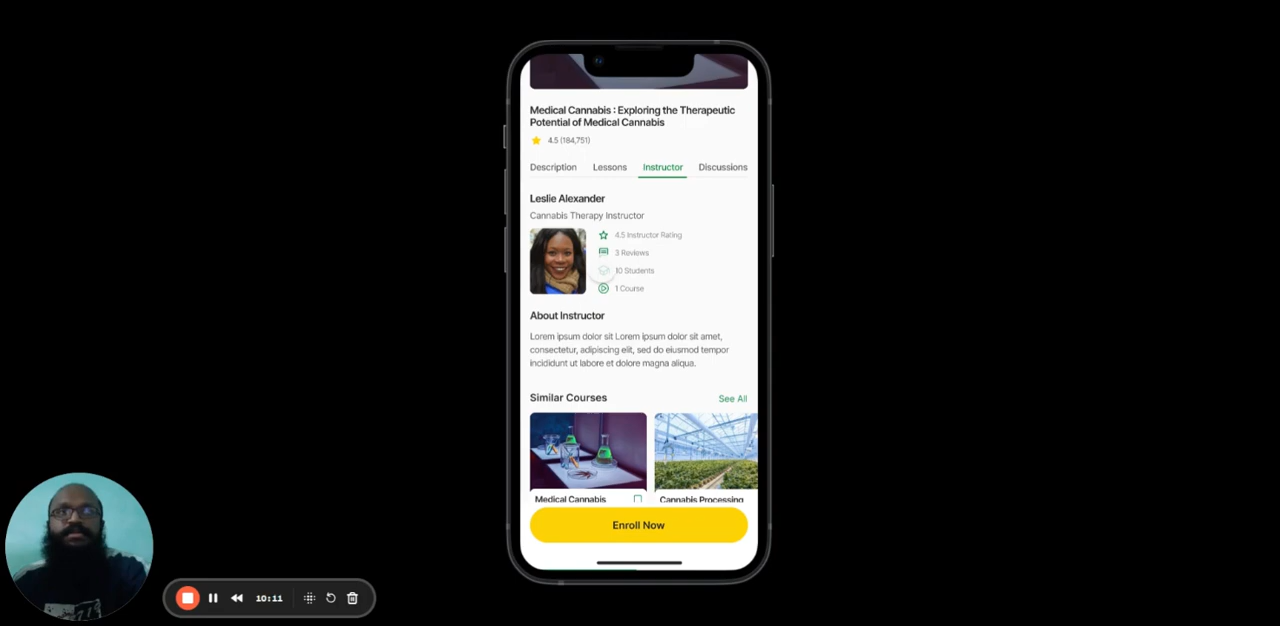 Medical Cannabis : Exploring the Therapeutic
Potential of Medical Cannabis
4.5 (184,751)
Description Lessons Instructor Discussions
Leslie Alexander
Cannabis Therapy Instructor
4.5 Instructor Rating
3 Reviews
10 Students
1 Course
About Instructor
Lorem ipsum dolor sit Lorem ipsum dolor sit amet,
consectetur, adipiscing elit, sed do eiusmod tempor
incididunt ut labore et dolore magna aliqua.
Similar Courses See All
Medical Cannabis Cannabis Processing
Enroll Now
10:11